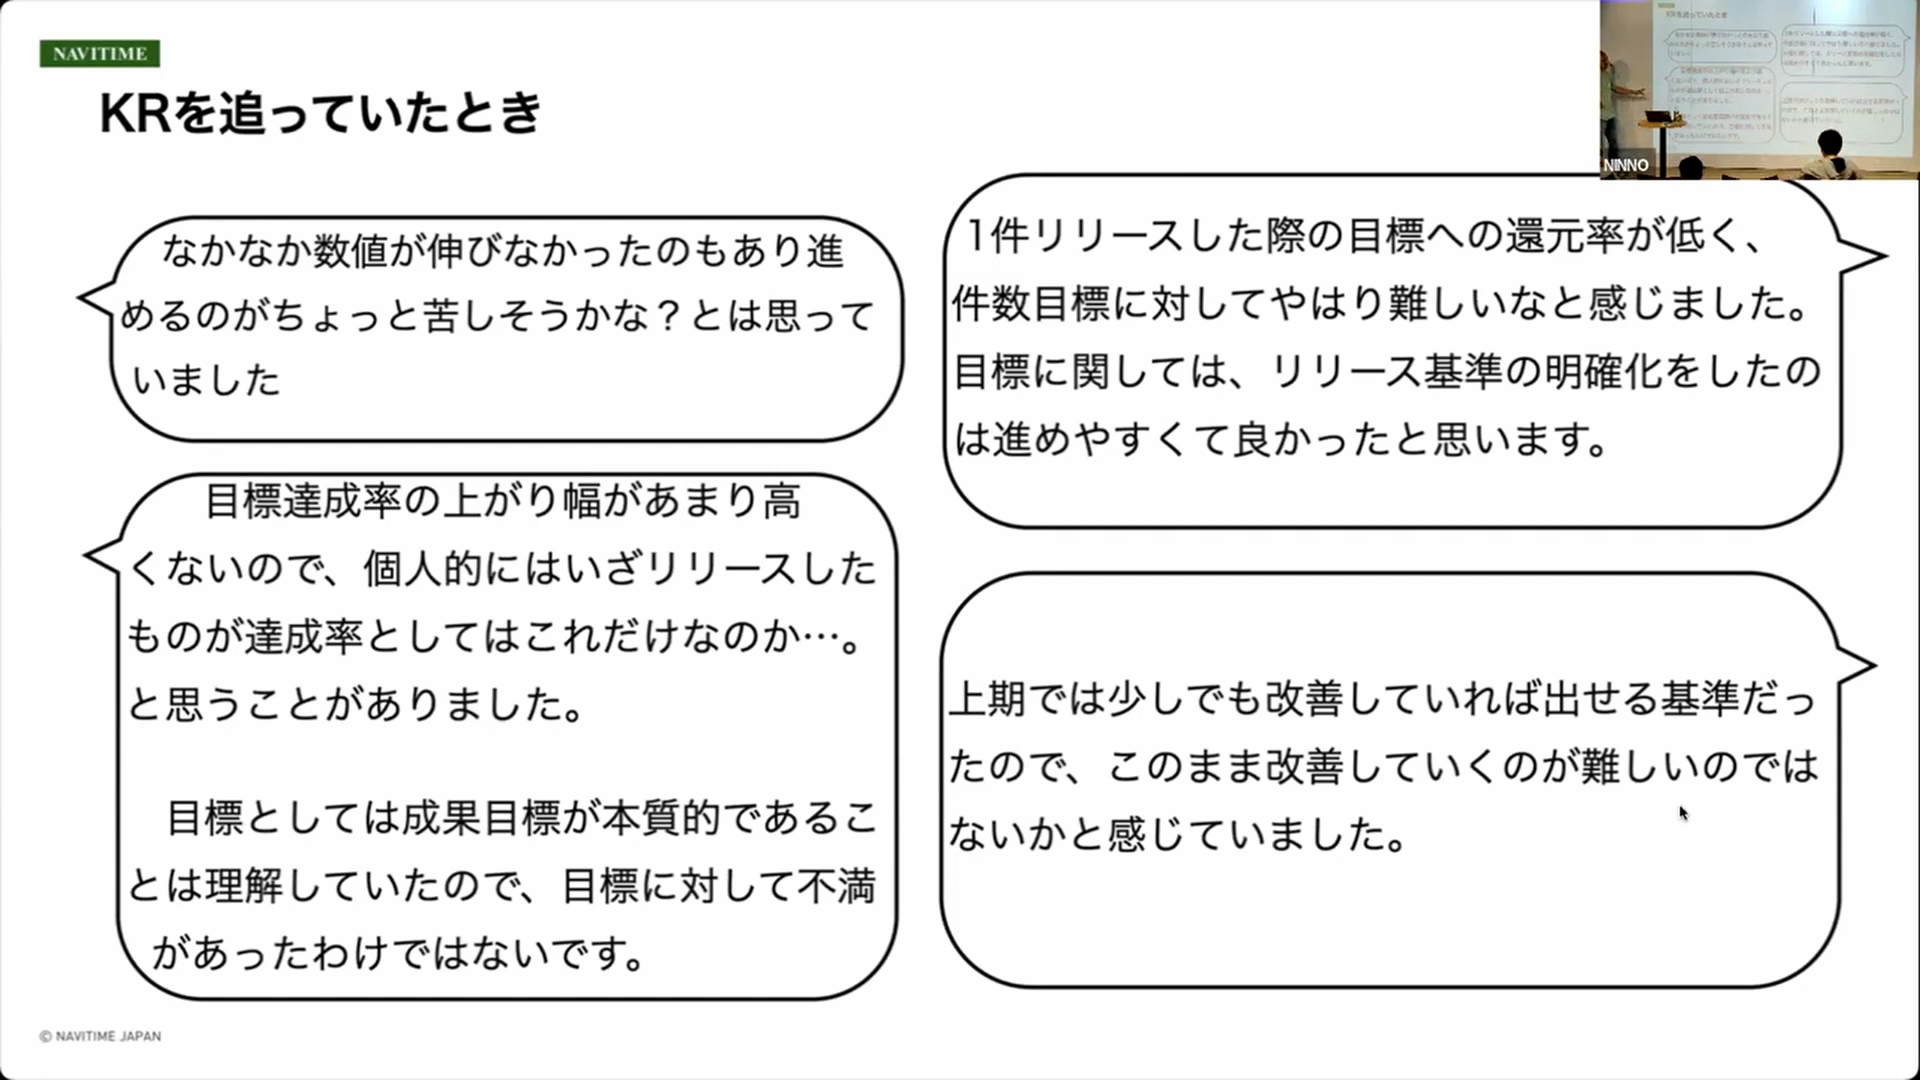 NAVITIME
KRを追っていたとき
なかなか数値が伸びなかったのもあり進
めるのがちょっと苦しそうかな？とは思って
いました
目標達成率の上がり幅があまり高
くないので、個人的にはいざリリースした
ものが達成率としてはこれだけなのか…。
と思うことがありました。
目標としては成果目標が本質的であるこ
とは理解していたので、目標に対して不満
があったわけではないです。
1件リリースした際の目標への還元率が低く、
件数目標に対してやはり難しいなと感じました。
目標に関しては、リリース基準の明確化をしたの
は進めやすくて良かったと思います。
上期では少しでも改善していれば出せる基準だっ
たので、このまま改善していくのが難しいのでは
ないかと感じていました。
© NAVITIME JAPAN
KRを追っていたとき
NINNO